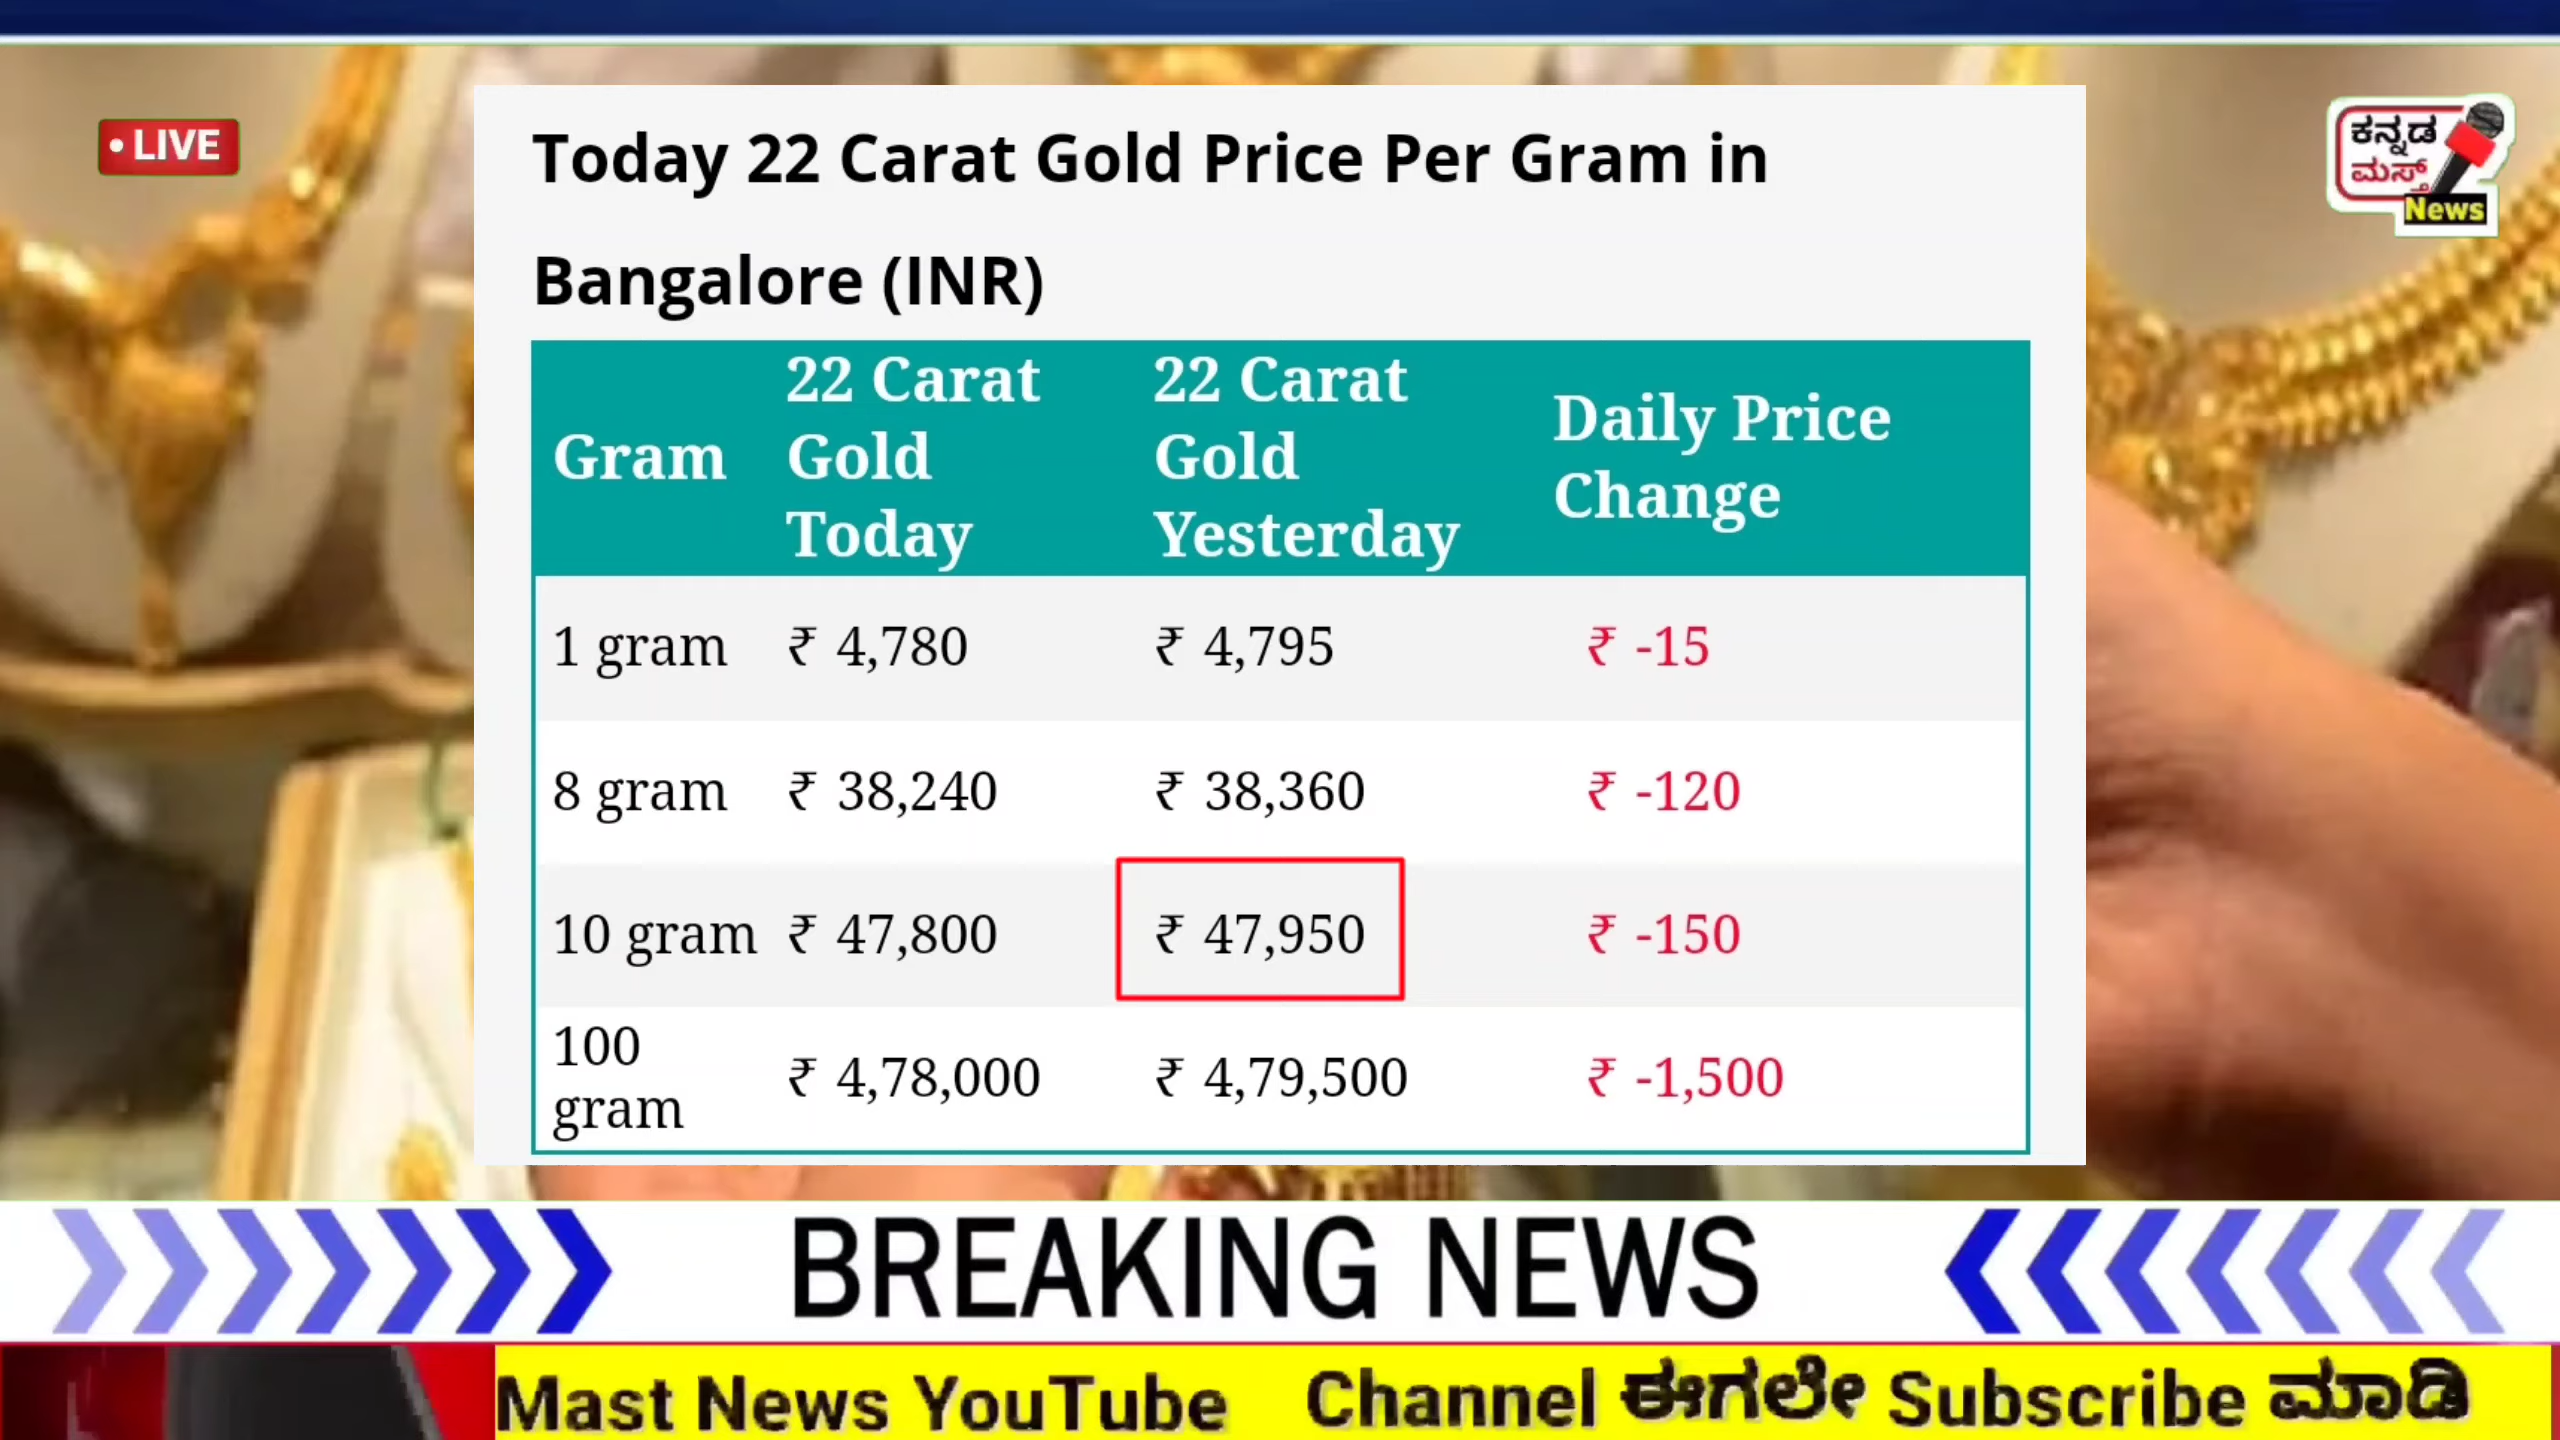 • LIVE
ಕನ್ನಡ
ಮಸ್ತ್
News
Today 22 Carat Gold Price Per Gram in
Bangalore (INR)
Gram 22 Carat Gold Today 22 Carat Gold Yesterday Daily Price Change
1 gram ₹ 4,780 ₹ 4,795 ₹ -15
8 gram ₹ 38,240 ₹ 38,360 ₹ -120
10 gram ₹ 47,800 ₹ 47,950 ₹ -150
100 gram ₹ 4,78,000 ₹ 4,79,500 ₹ -1,500
BREAKING NEWS
Mast News YouTube Channel ಈಗಲೇ Subscribe ಮಾಡಿ